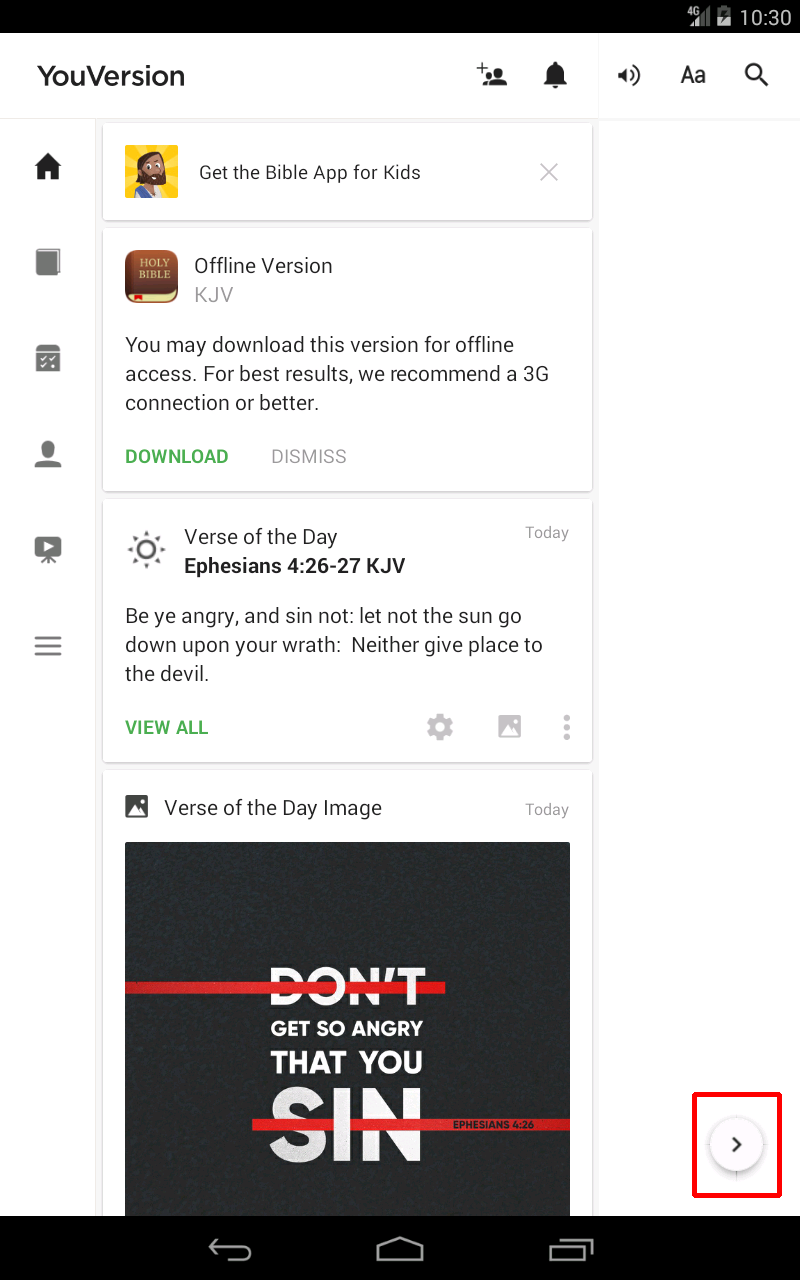 4G 10:30
YouVersion
Aa
Get the Bible App for Kids
HOLY
BIBLE
Offline Version
KJV
You may download this version for offline
access. For best results, we recommend a 3G
connection or better.
DOWNLOAD DISMISS
Verse of the Day
Today
Ephesians 4:26-27 KJV
Be ye angry, and sin not: let not the sun go
down upon your wrath:  Neither give place to
the devil.
VIEW ALL
Verse of the Day Image
Today
DON'T
GET SO ANGRY
THAT YOU
SIN
EPHESIANS 4:26